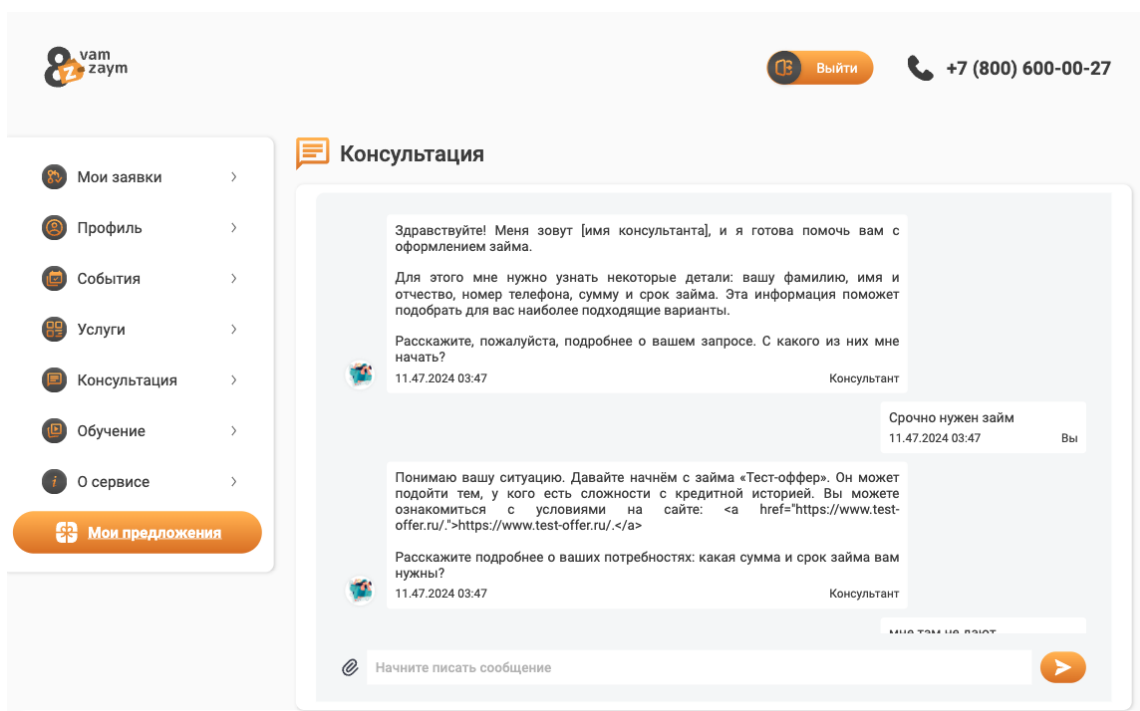 vam
zaym
Выйти
+7 (800) 600-00-27
Мои заявки
Профиль
События
Услуги
Консультация
Обучение
О сервисе
Мои предложения
Консультация
Здравствуйте! Меня зовут [имя консультанта], и я готова помочь вам с
оформлением займа.
Для этого мне нужно узнать некоторые детали: вашу фамилию, имя и
отчество, номер телефона, сумму и срок займа. Эта информация поможет
подобрать для вас наиболее подходящие варианты.
Расскажите, пожалуйста, подробнее о вашем запросе. С какого из них мне
начать?
11.47.2024 03:47 Консультант
Срочно нужен займ
11.47.2024 03:47 Вы
Понимаю вашу ситуацию. Давайте начнём с займа «Тест-оффер». Он может
подойти тем, у кого есть сложности с кредитной историей. Вы можете
ознакомиться с условиями на сайте: <a href="https://www.test-
offer.ru/.">https://www.test-offer.ru/.</a>
Расскажите подробнее о ваших потребностях: какая сумма и срок займа вам
нужны?
11.47.2024 03:47 Консультант
мне там не дают
Начните писать сообщение